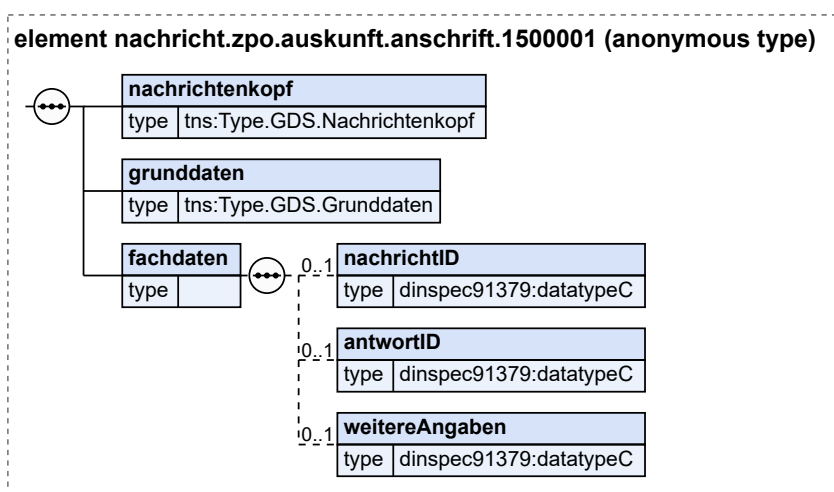 element nachricht.zpo.auskunft.anschrift.1500001 (anonymous type)
nachrichtenkopf
type tns:Type.GDS.Nachrichtenkopf
grunddaten
type tns:Type.GDS.Grunddaten
fachdaten
type
0..1 nachrichtID
type dinspec91379:datatypeC
0..1 antwortID
type dinspec91379:datatypeC
0..1 weitereAngaben
type dinspec91379:datatypeC